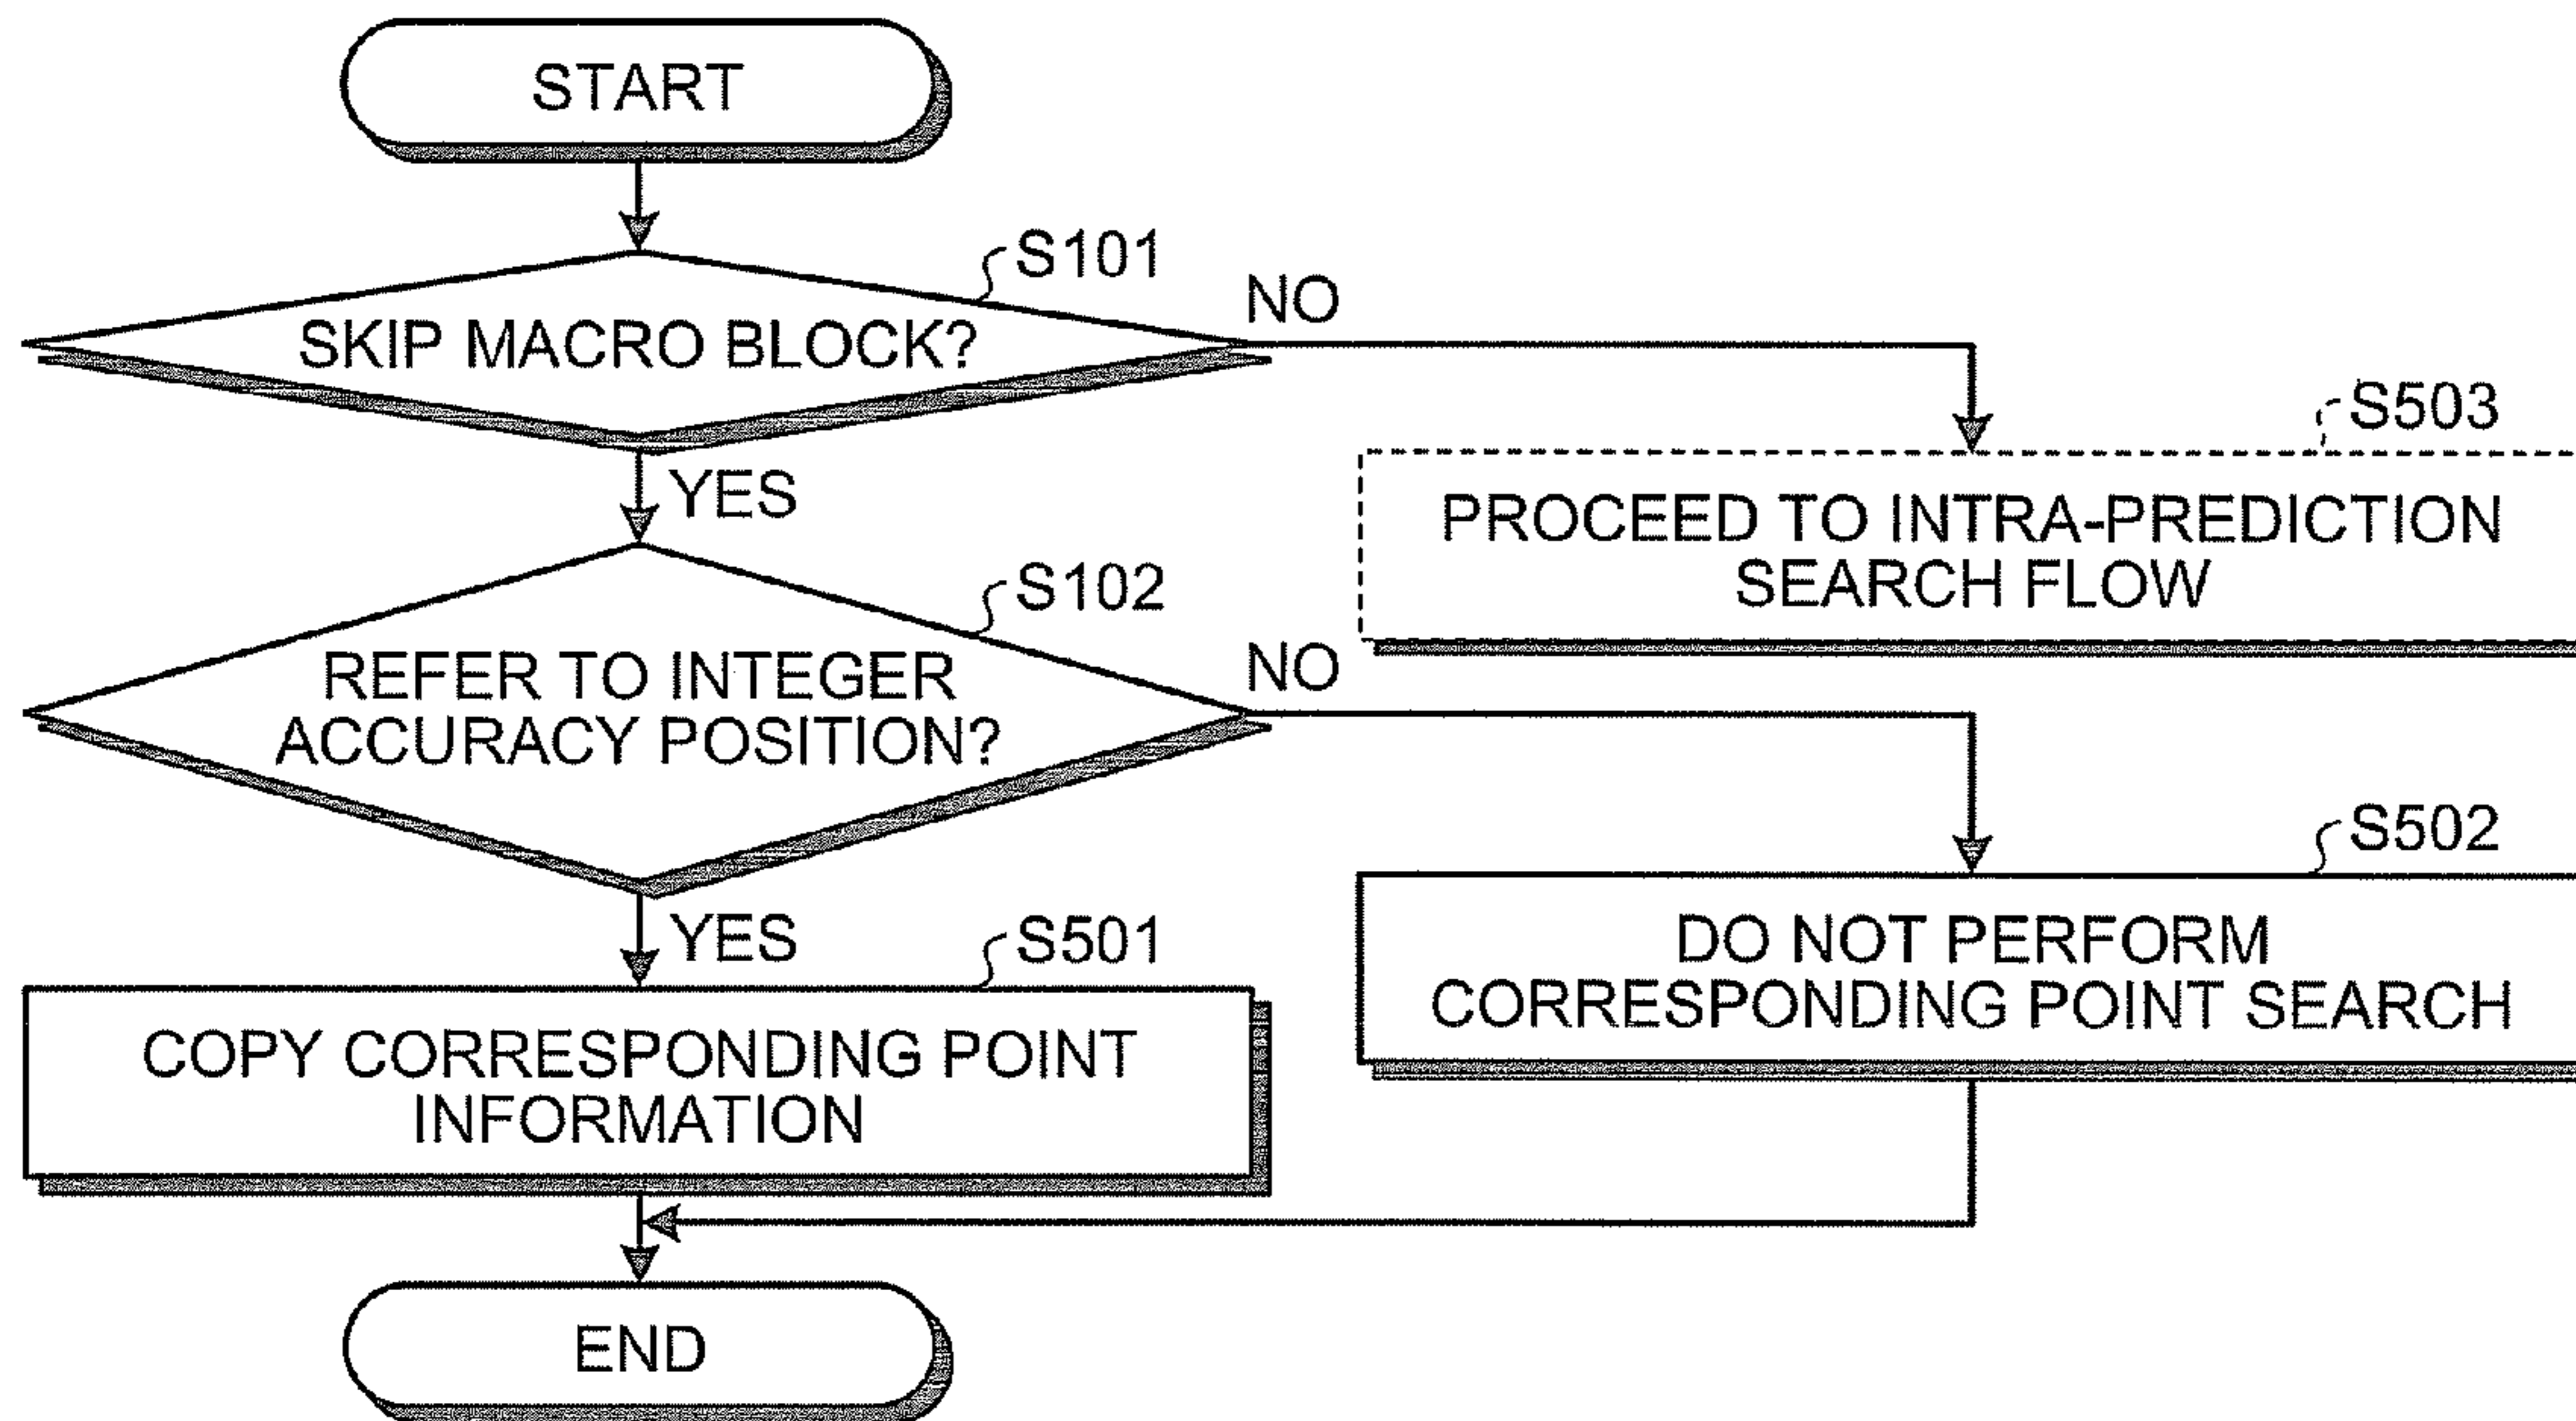 START
S101
SKIP MACRO BLOCK?
NO
S503
PROCEED TO INTRA-PREDICTION
SEARCH FLOW
YES
S102
REFER TO INTEGER
ACCURACY POSITION?
NO
S502
DO NOT PERFORM
CORRESPONDING POINT SEARCH
YES
S501
COPY CORRESPONDING POINT
INFORMATION
END